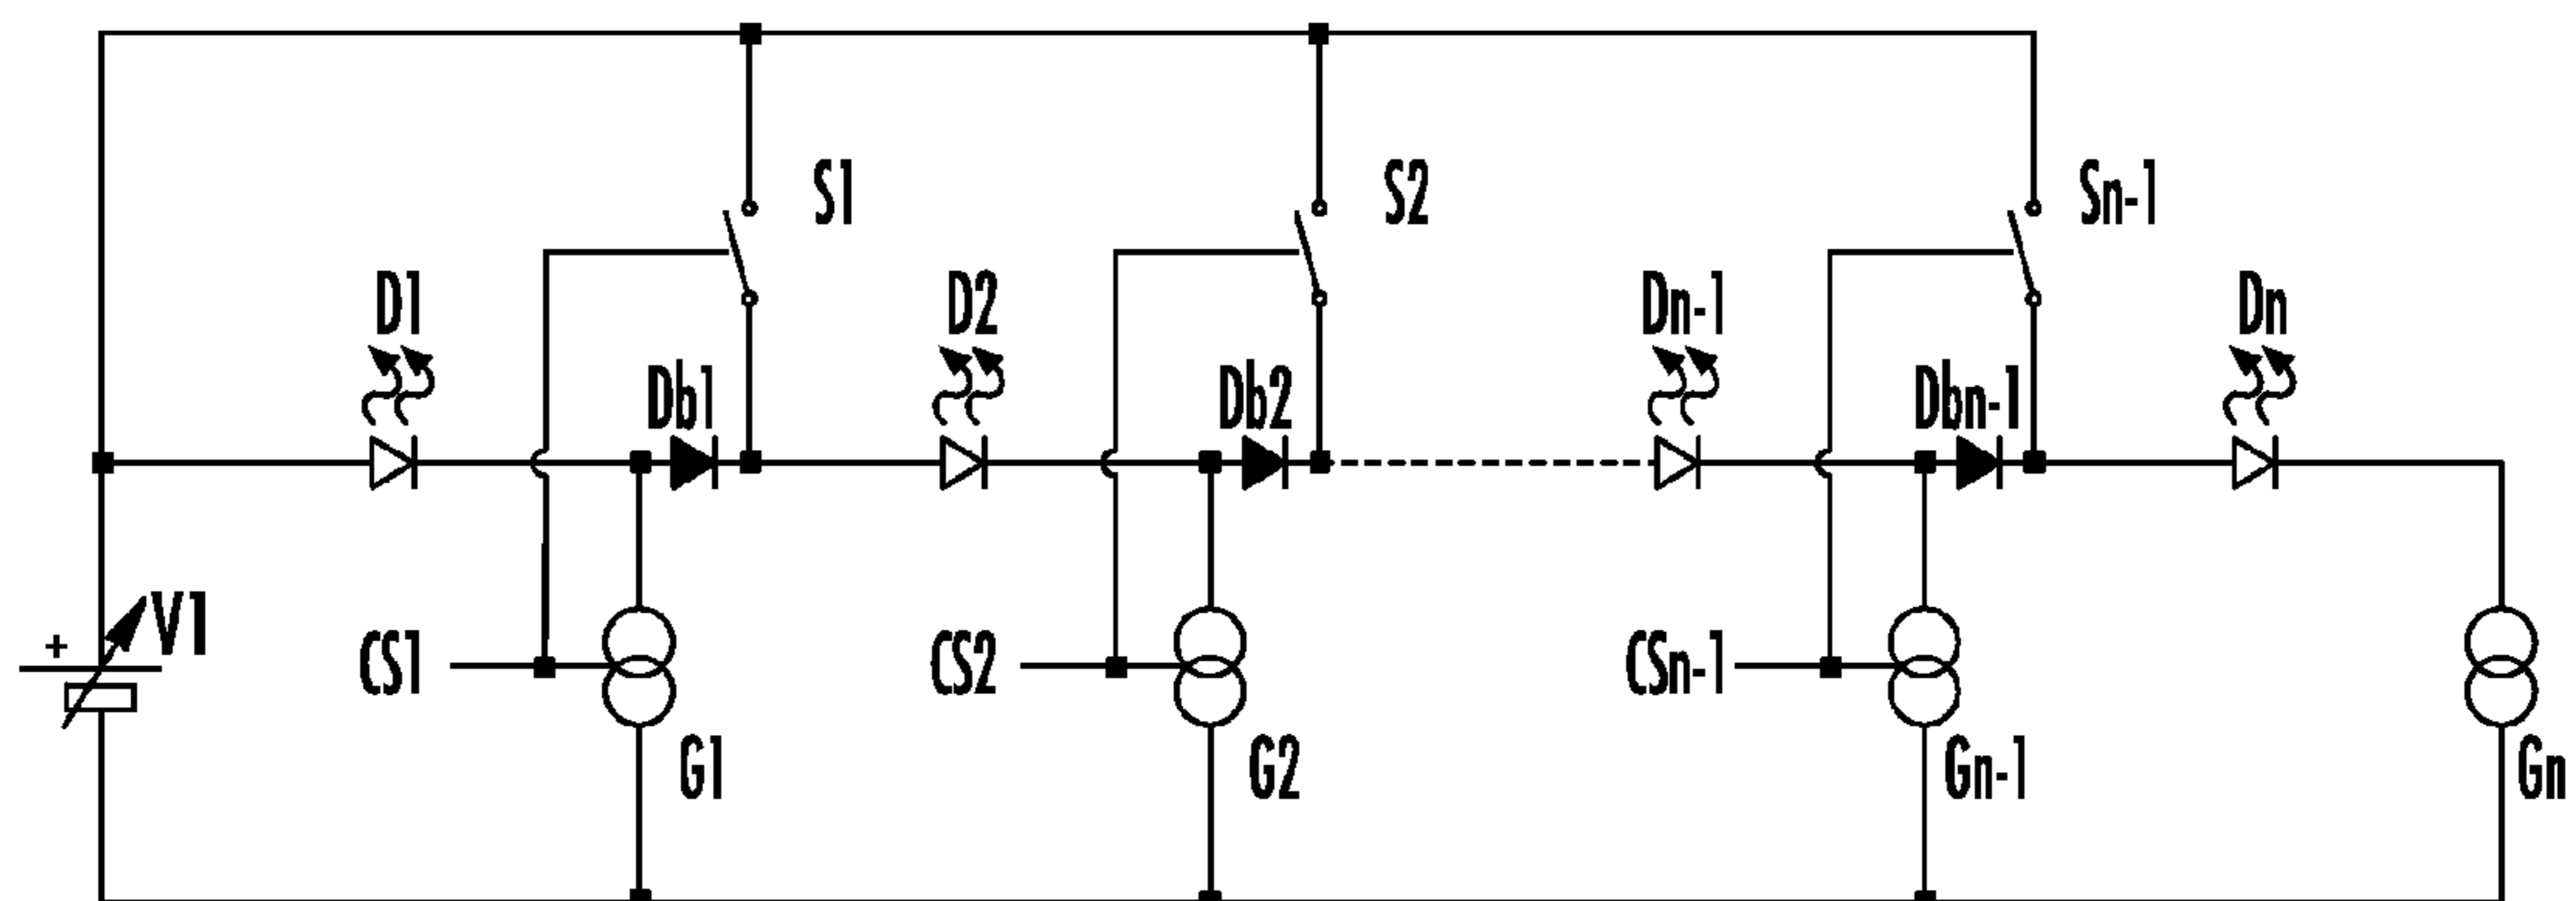 S1 S2 Sn-1
D1 D2 Dn-1 Dn
Db1 Db2 Dbn-1
+ V1
CS1 CS2 CSn-1
G1 G2 Gn-1 Gn